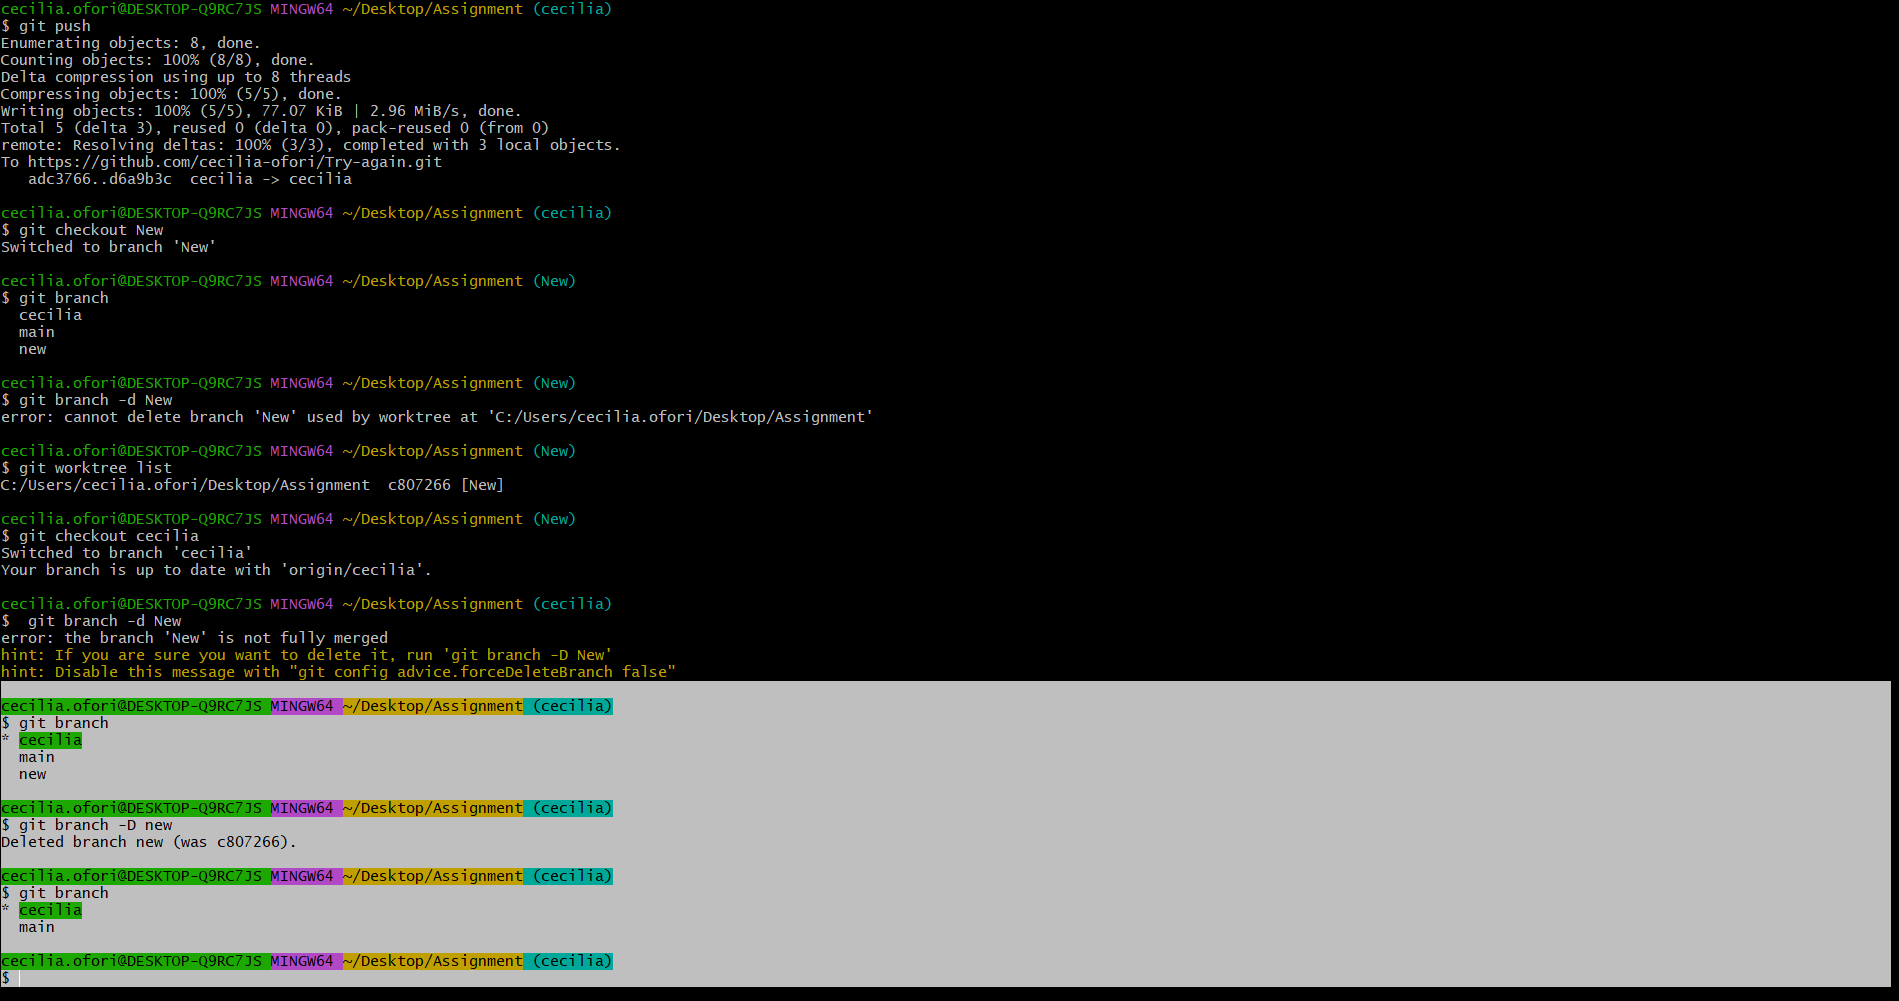 cecilia.ofori@DESKTOP-Q9RC7JS MINGW64 ~/Desktop/Assignment (cecilia)
$ git push
Enumerating objects: 8, done.
Counting objects: 100% (8/8), done.
Delta compression using up to 8 threads
Compressing objects: 100% (5/5), done.
Writing objects: 100% (5/5), 77.07 KiB | 2.96 MiB/s, done.
Total 5 (delta 3), reused 0 (delta 0), pack-reused 0 (from 0)
remote: Resolving deltas: 100% (3/3), completed with 3 local objects.
To https://github.com/cecilia-ofori/Try-again.git
   adc3766..d6a9b3c  cecilia -> cecilia

cecilia.ofori@DESKTOP-Q9RC7JS MINGW64 ~/Desktop/Assignment (cecilia)
$ git checkout New
Switched to branch 'New'

cecilia.ofori@DESKTOP-Q9RC7JS MINGW64 ~/Desktop/Assignment (New)
$ git branch
  cecilia
  main
  new

cecilia.ofori@DESKTOP-Q9RC7JS MINGW64 ~/Desktop/Assignment (New)
$ git branch -d New
error: cannot delete branch 'New' used by worktree at 'C:/Users/cecilia.ofori/Desktop/Assignment'

cecilia.ofori@DESKTOP-Q9RC7JS MINGW64 ~/Desktop/Assignment (New)
$ git worktree list
C:/Users/cecilia.ofori/Desktop/Assignment  c807266 [New]

cecilia.ofori@DESKTOP-Q9RC7JS MINGW64 ~/Desktop/Assignment (New)
$ git checkout cecilia
Switched to branch 'cecilia'
Your branch is up to date with 'origin/cecilia'.

cecilia.ofori@DESKTOP-Q9RC7JS MINGW64 ~/Desktop/Assignment (cecilia)
$  git branch -d New
error: the branch 'New' is not fully merged
hint: If you are sure you want to delete it, run 'git branch -D New'
hint: Disable this message with "git config advice.forceDeleteBranch false"

cecilia.ofori@DESKTOP-Q9RC7JS MINGW64 ~/Desktop/Assignment (cecilia)
$ git branch
* cecilia
  main
  new

cecilia.ofori@DESKTOP-Q9RC7JS MINGW64 ~/Desktop/Assignment (cecilia)
$ git branch -D new
Deleted branch new (was c807266).

cecilia.ofori@DESKTOP-Q9RC7JS MINGW64 ~/Desktop/Assignment (cecilia)
$ git branch
* cecilia
  main

cecilia.ofori@DESKTOP-Q9RC7JS MINGW64 ~/Desktop/Assignment (cecilia)
$